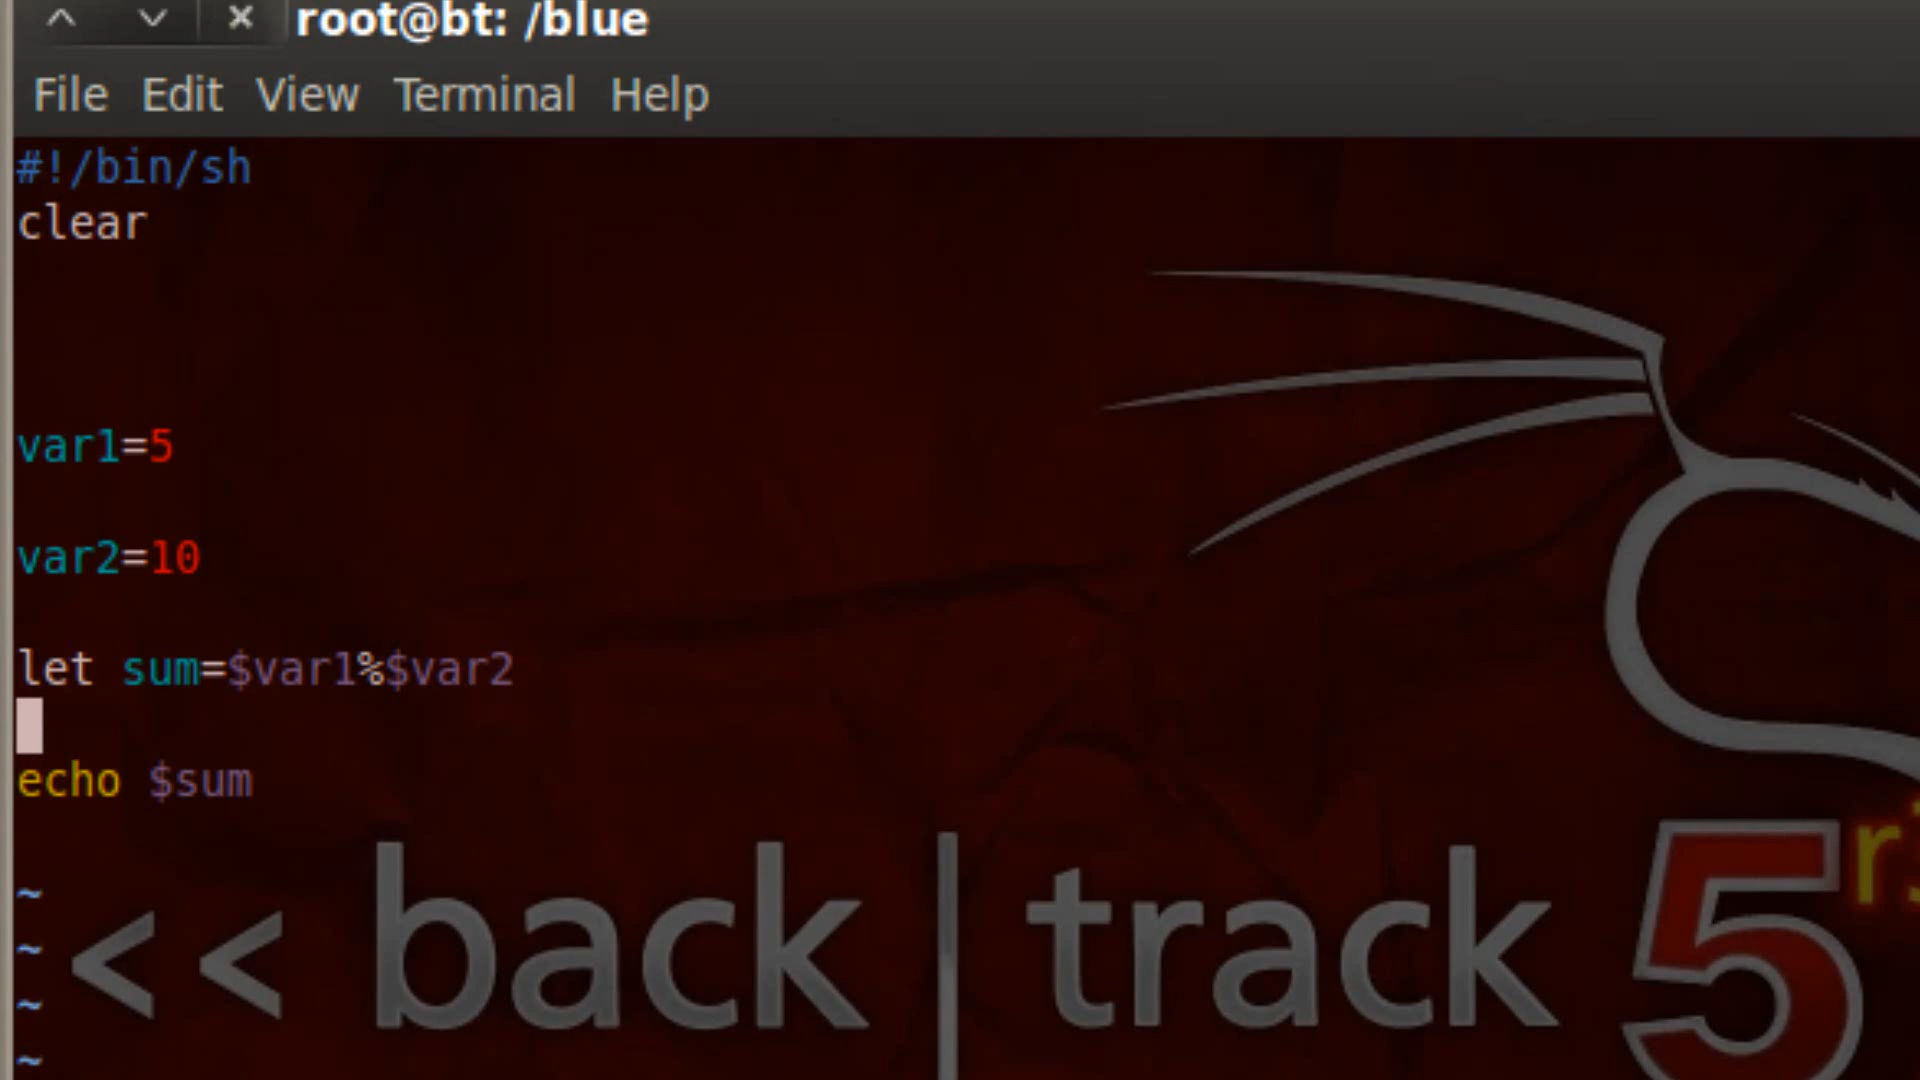 root@bt: /blue
File Edit View Terminal Help
#!/bin/sh
clear
var1=5
var2=10
let sum=$var1%$var2
echo $sum
~
~
~
~
<< back | track 5